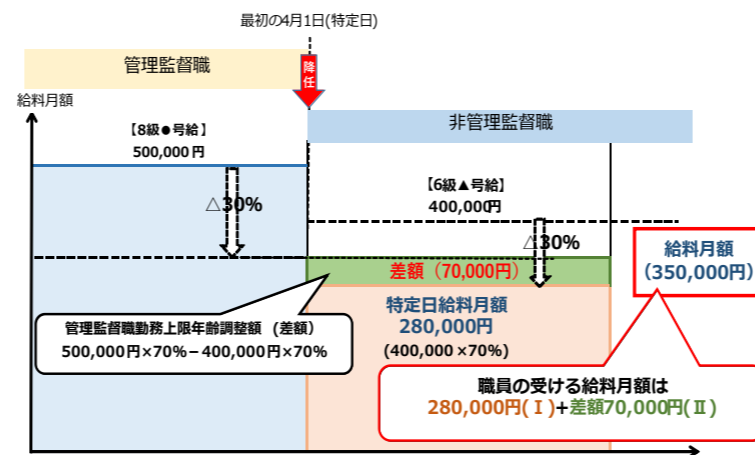 最初の4月1日(特定日)
管理監督職
降任
給料月額
非管理監督職
【8級●号給】
500,000円
【6級▲号給】
400,000円
△30%
△30%
差額（70,000円）
給料月額
（350,000円）
特定日給料月額
280,000円
(400,000×70%)
管理監督職勤務上限年齢調整額 (差額)
500,000円×70%－400,000円×70%
職員の受ける給料月額は
280,000円(Ⅰ)+差額70,000円(Ⅱ)